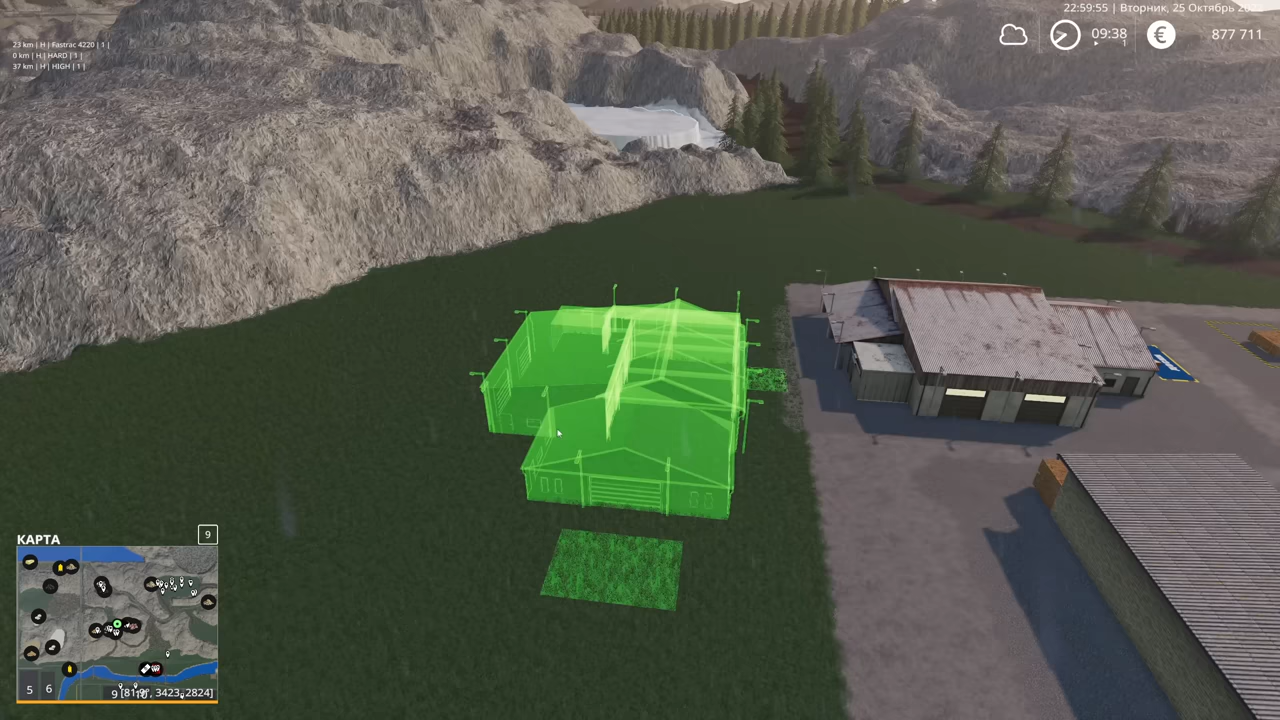 22:59:55 | Вторник, 25 Октябрь
23 km | H | Fastrac 4220 | 1 |
0 km | H | HARD | 1 |
37 km | H | HIGH | 1 |
09:38
1
€
877 711
КАРТА
9
5 6